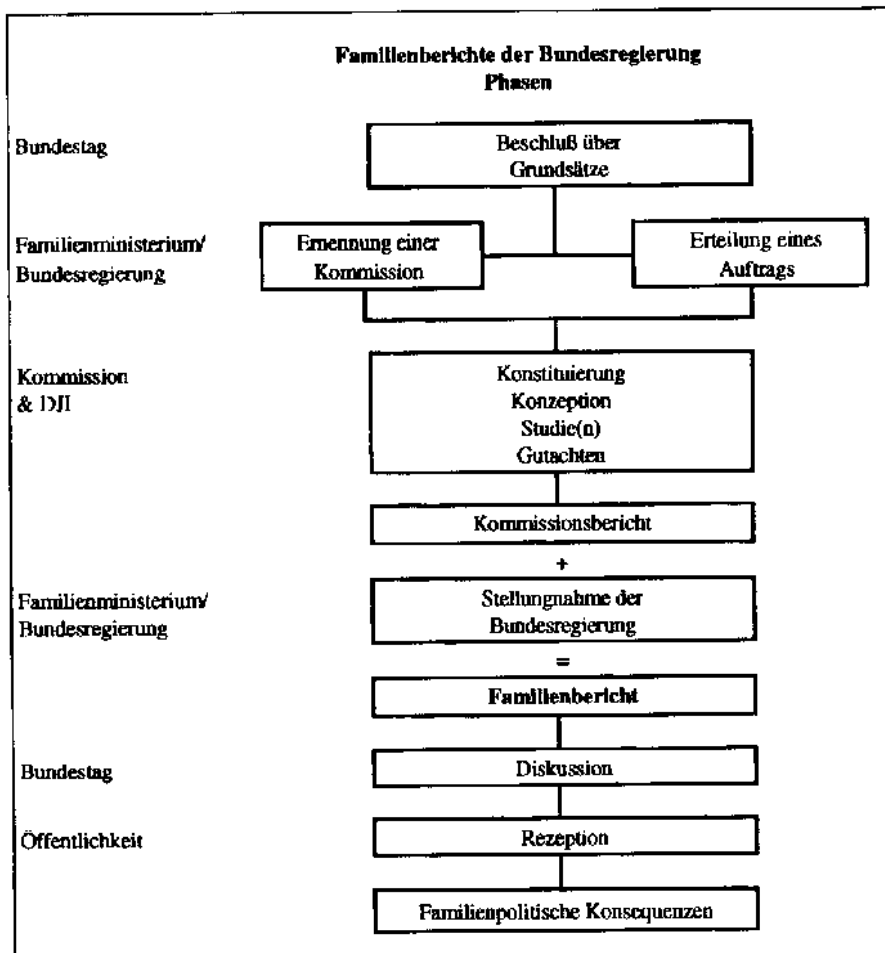 Familienberichte der Bundesregierung
Phasen
Bundestag
Beschluß über
Grundsätze
Familienministerium/
Bundesregierung
Ernennung einer
Kommission
Erteilung eines
Auftrags
Kommission
& DJI
Konstituierung
Konzeption
Studie(n)
Gutachten
Kommissionsbericht
+
Familienministerium/
Bundesregierung
Stellungnahme der
Bundesregierung
=
Familienbericht
Bundestag
Diskussion
Öffentlichkeit
Rezeption
Familienpolitische Konsequenzen